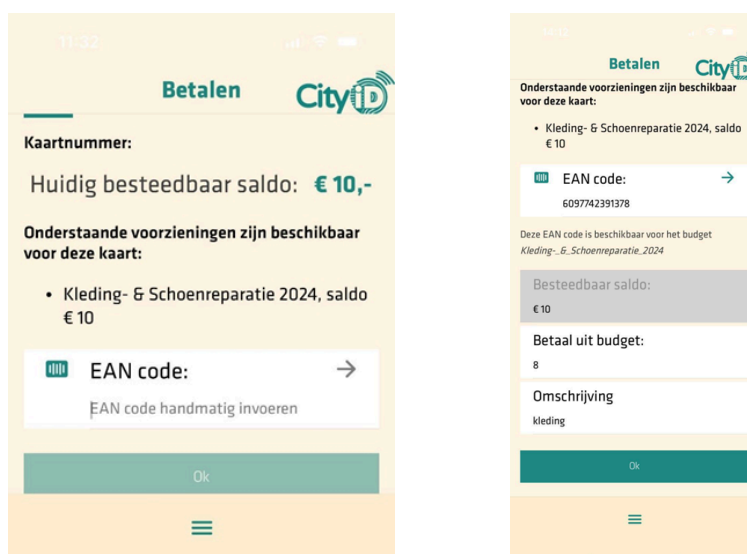 11:32
Betalen
CityiD
Kaartnummer:
Huidig besteedbaar saldo: € 10,-
Onderstaande voorzieningen zijn beschikbaar
voor deze kaart:
• Kleding- & Schoenreparatie 2024, saldo
€ 10
EAN code:
EAN code handmatig invoeren
Ok
Betalen
CityiD
Onderstaande voorzieningen zijn beschikbaar
voor deze kaart:
• Kleding- & Schoenreparatie 2024, saldo
€ 10
EAN code:
6097742391378
Deze EAN code is beschikbaar voor het budget
Kleding-_&_Schoenreparatie_2024
Besteedbaar saldo:
€ 10
Betaal uit budget:
8
Omschrijving
kleding
Ok